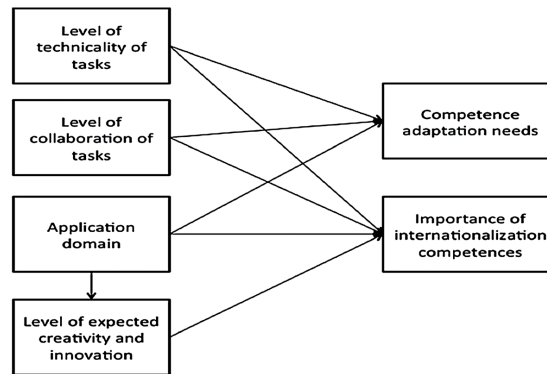 Level of
technicality of
tasks
Level of
collaboration of
tasks
Application
domain
Level of expected
creativity and
innovation
Competence
adaptation needs
Importance of
internationalization
competences